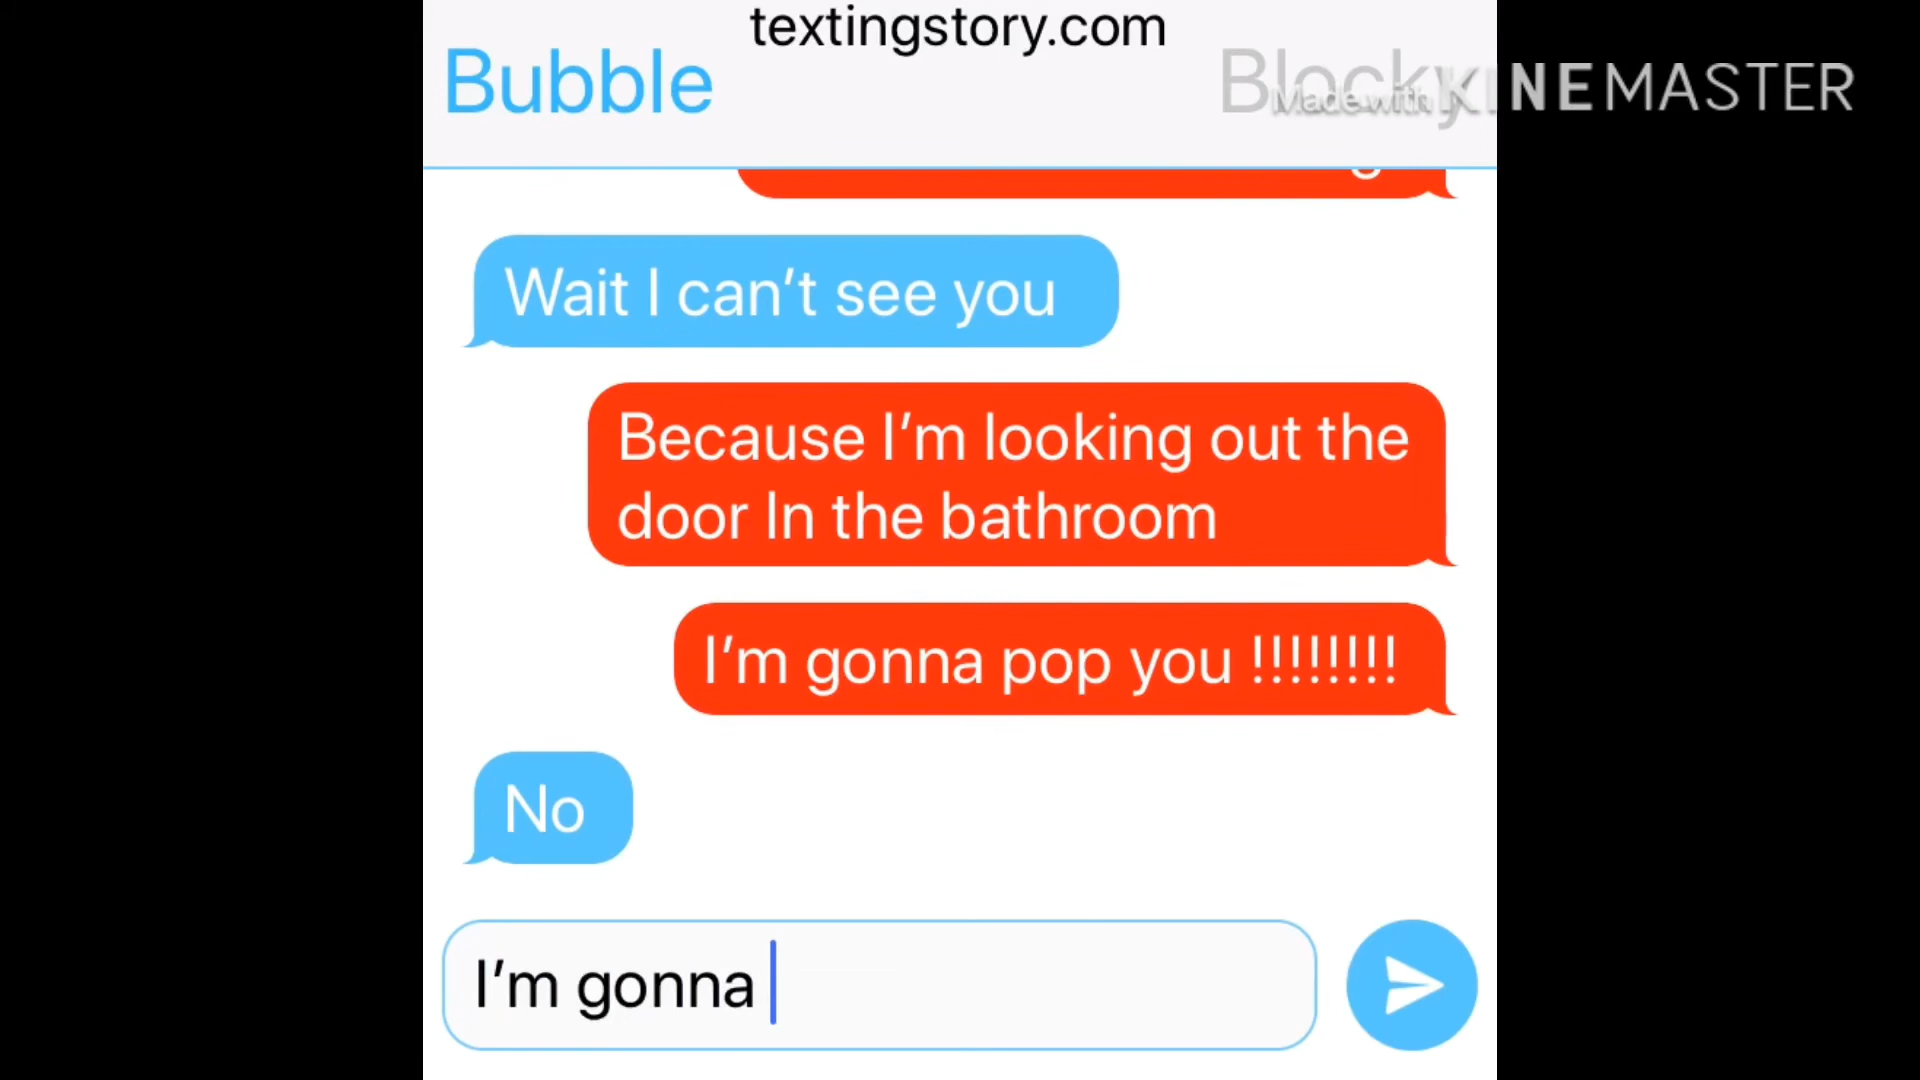 textingstory.com
Bubble
Blocky
Made with KINEMASTER
Wait I can’t see you
Because I’m looking out the
door In the bathroom
I’m gonna pop you !!!!!!!!
No
I’m gonna